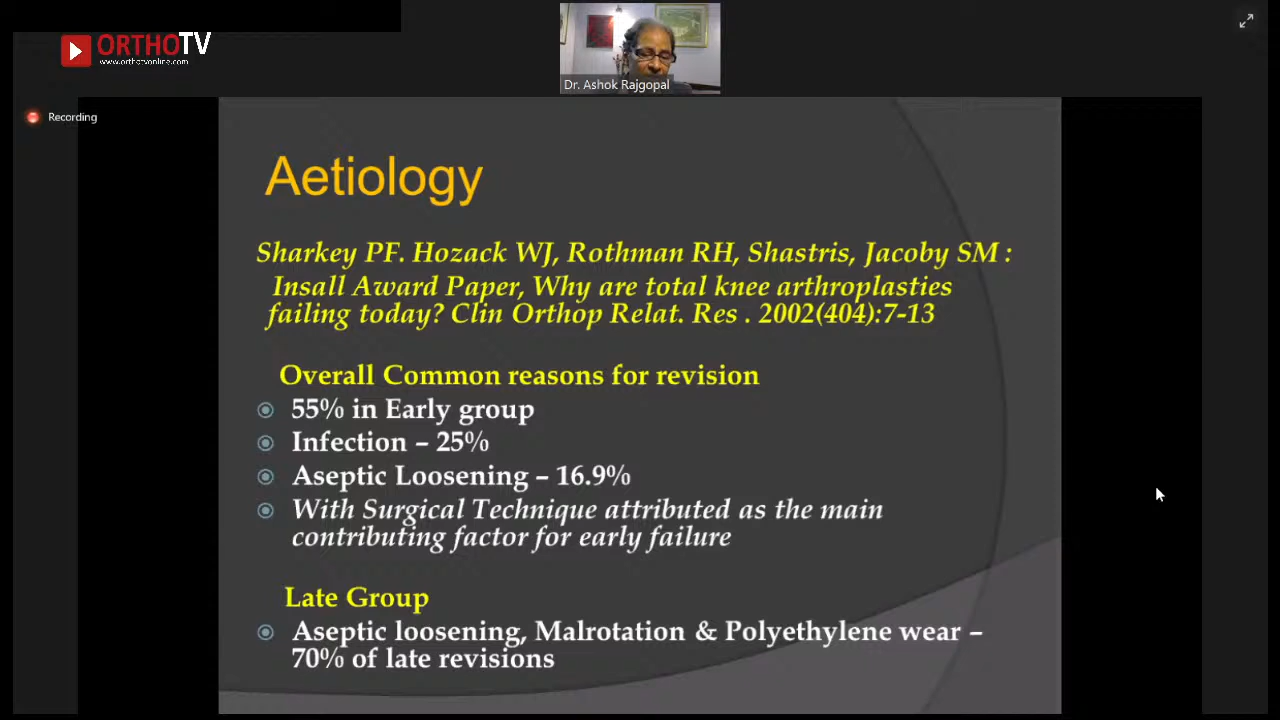 ORTHOTV
www.orthotvonline.com
Dr. Ashok Rajgopal
Recording
Aetiology
Sharkey PF. Hozack WJ, Rothman RH, Shastris, Jacoby SM :
Insall Award Paper, Why are total knee arthroplasties
failing today? Clin Orthop Relat. Res . 2002(404):7-13
Overall Common reasons for revision
55% in Early group
Infection – 25%
Aseptic Loosening – 16.9%
With Surgical Technique attributed as the main
contributing factor for early failure
Late Group
Aseptic loosening, Malrotation & Polyethylene wear –
70% of late revisions